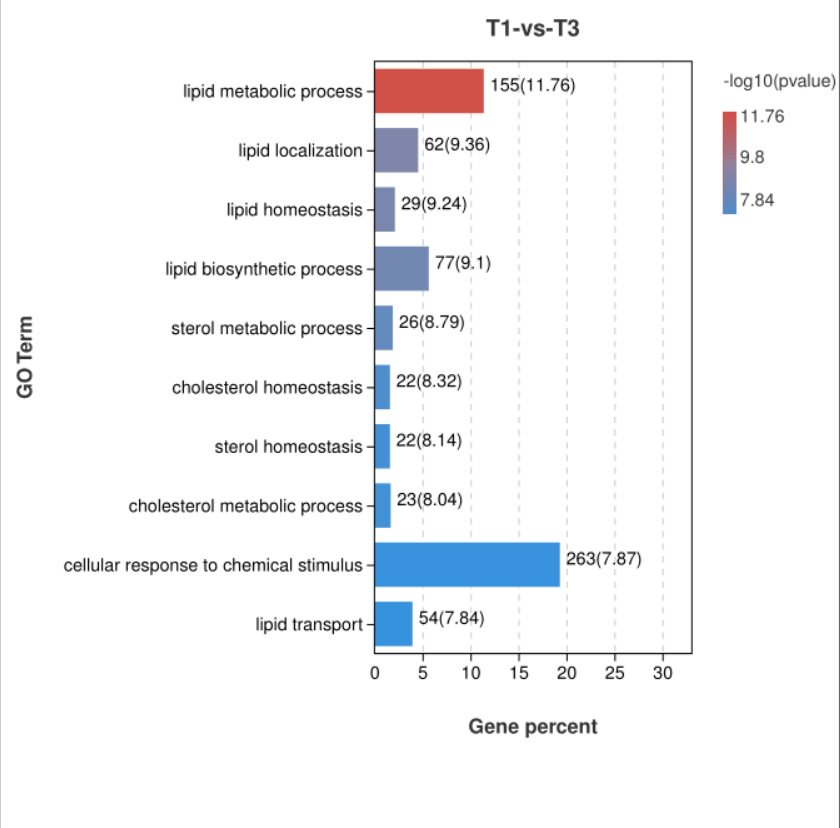 T1-vs-T3
-log10(pvalue)
11.76
9.8
7.84
GO Term
lipid metabolic process 155(11.76)
lipid localization 62(9.36)
lipid homeostasis 29(9.24)
lipid biosynthetic process 77(9.1)
sterol metabolic process 26(8.79)
cholesterol homeostasis 22(8.32)
sterol homeostasis 22(8.14)
cholesterol metabolic process 23(8.04)
cellular response to chemical stimulus 263(7.87)
lipid transport 54(7.84)
0 5 10 15 20 25 30
Gene percent